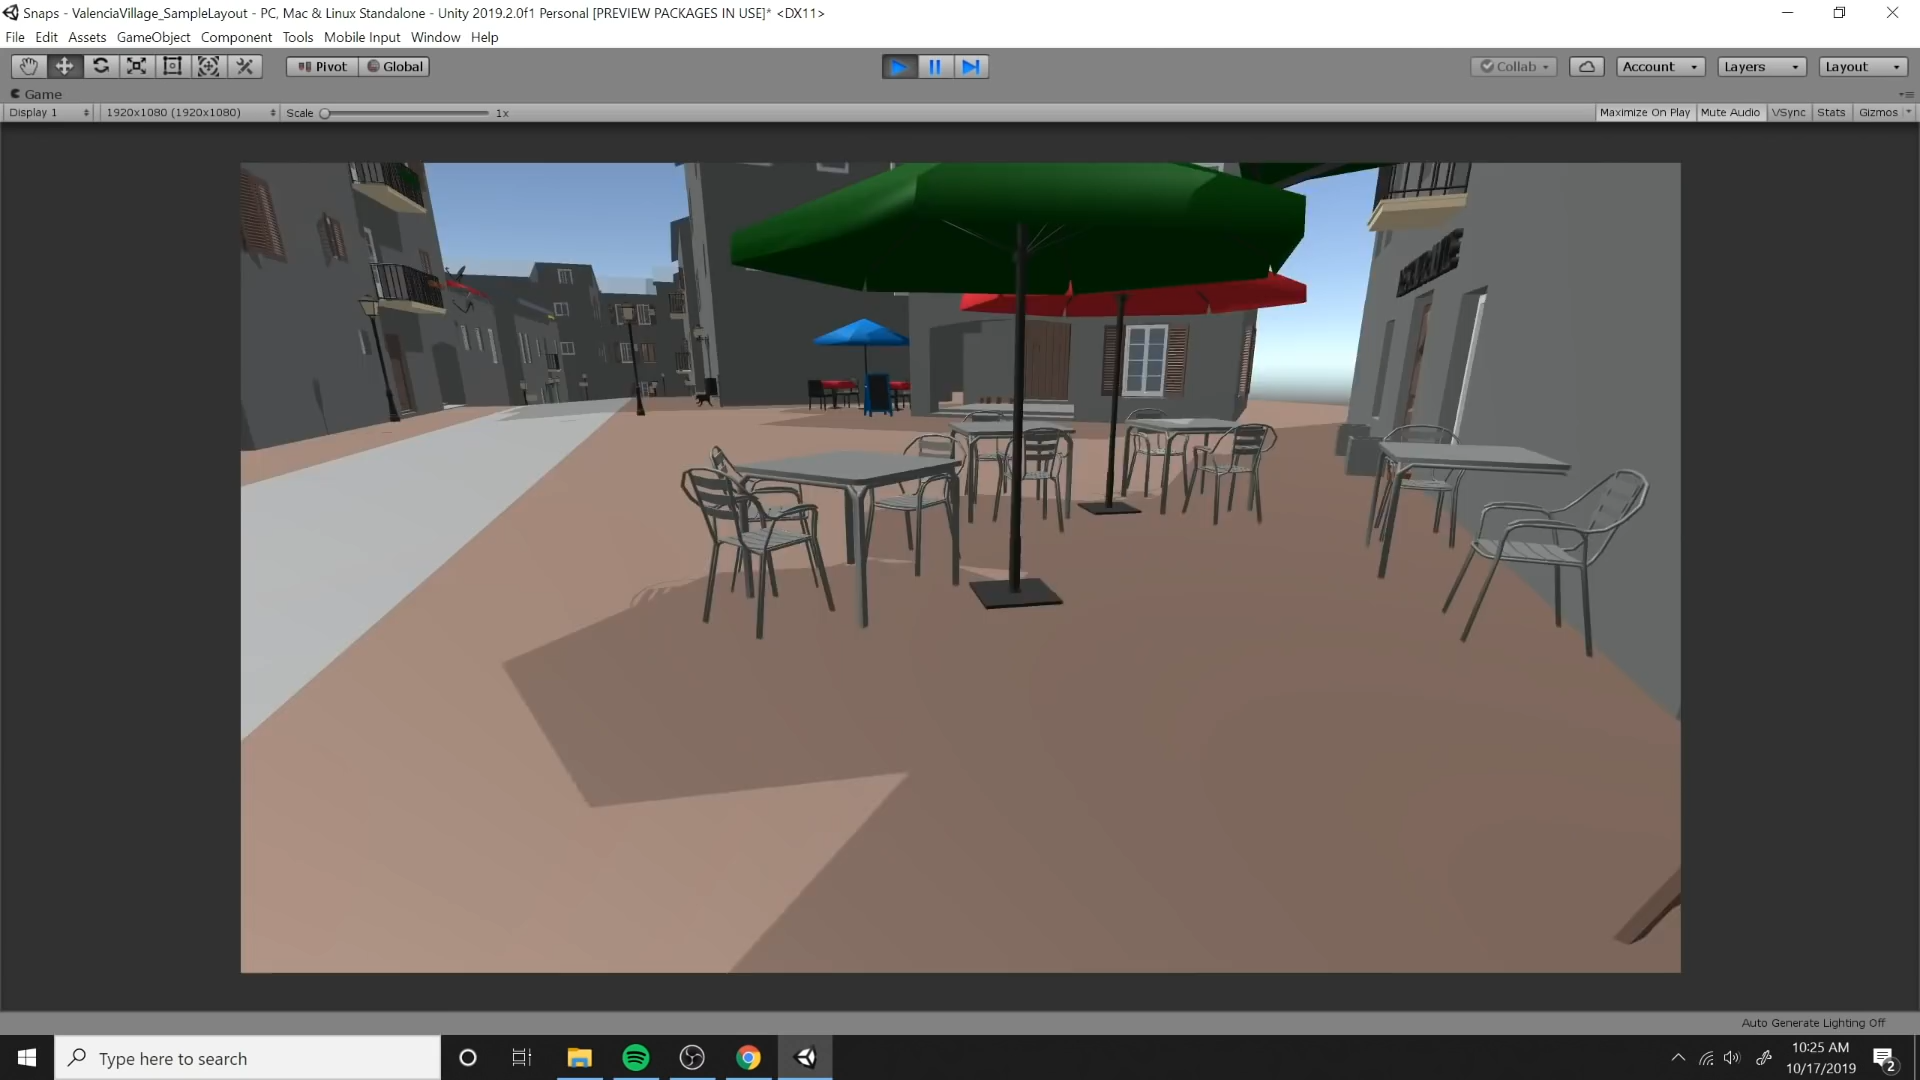 Snaps - ValenciaVillage_SampleLayout - PC, Mac & Linux Standalone - Unity 2019.2.0f1 Personal [PREVIEW PACKAGES IN USE]* <DX11>
File Edit Assets GameObject Component Tools Mobile Input Window Help
Pivot Global Collab Account Layers Layout
Game
Display 1 1920x1080 (1920x1080) Scale 1x Maximize On Play Mute Audio VSync Stats Gizmos
Auto Generate Lighting Off
Type here to search
10:25 AM
10/17/2019
2